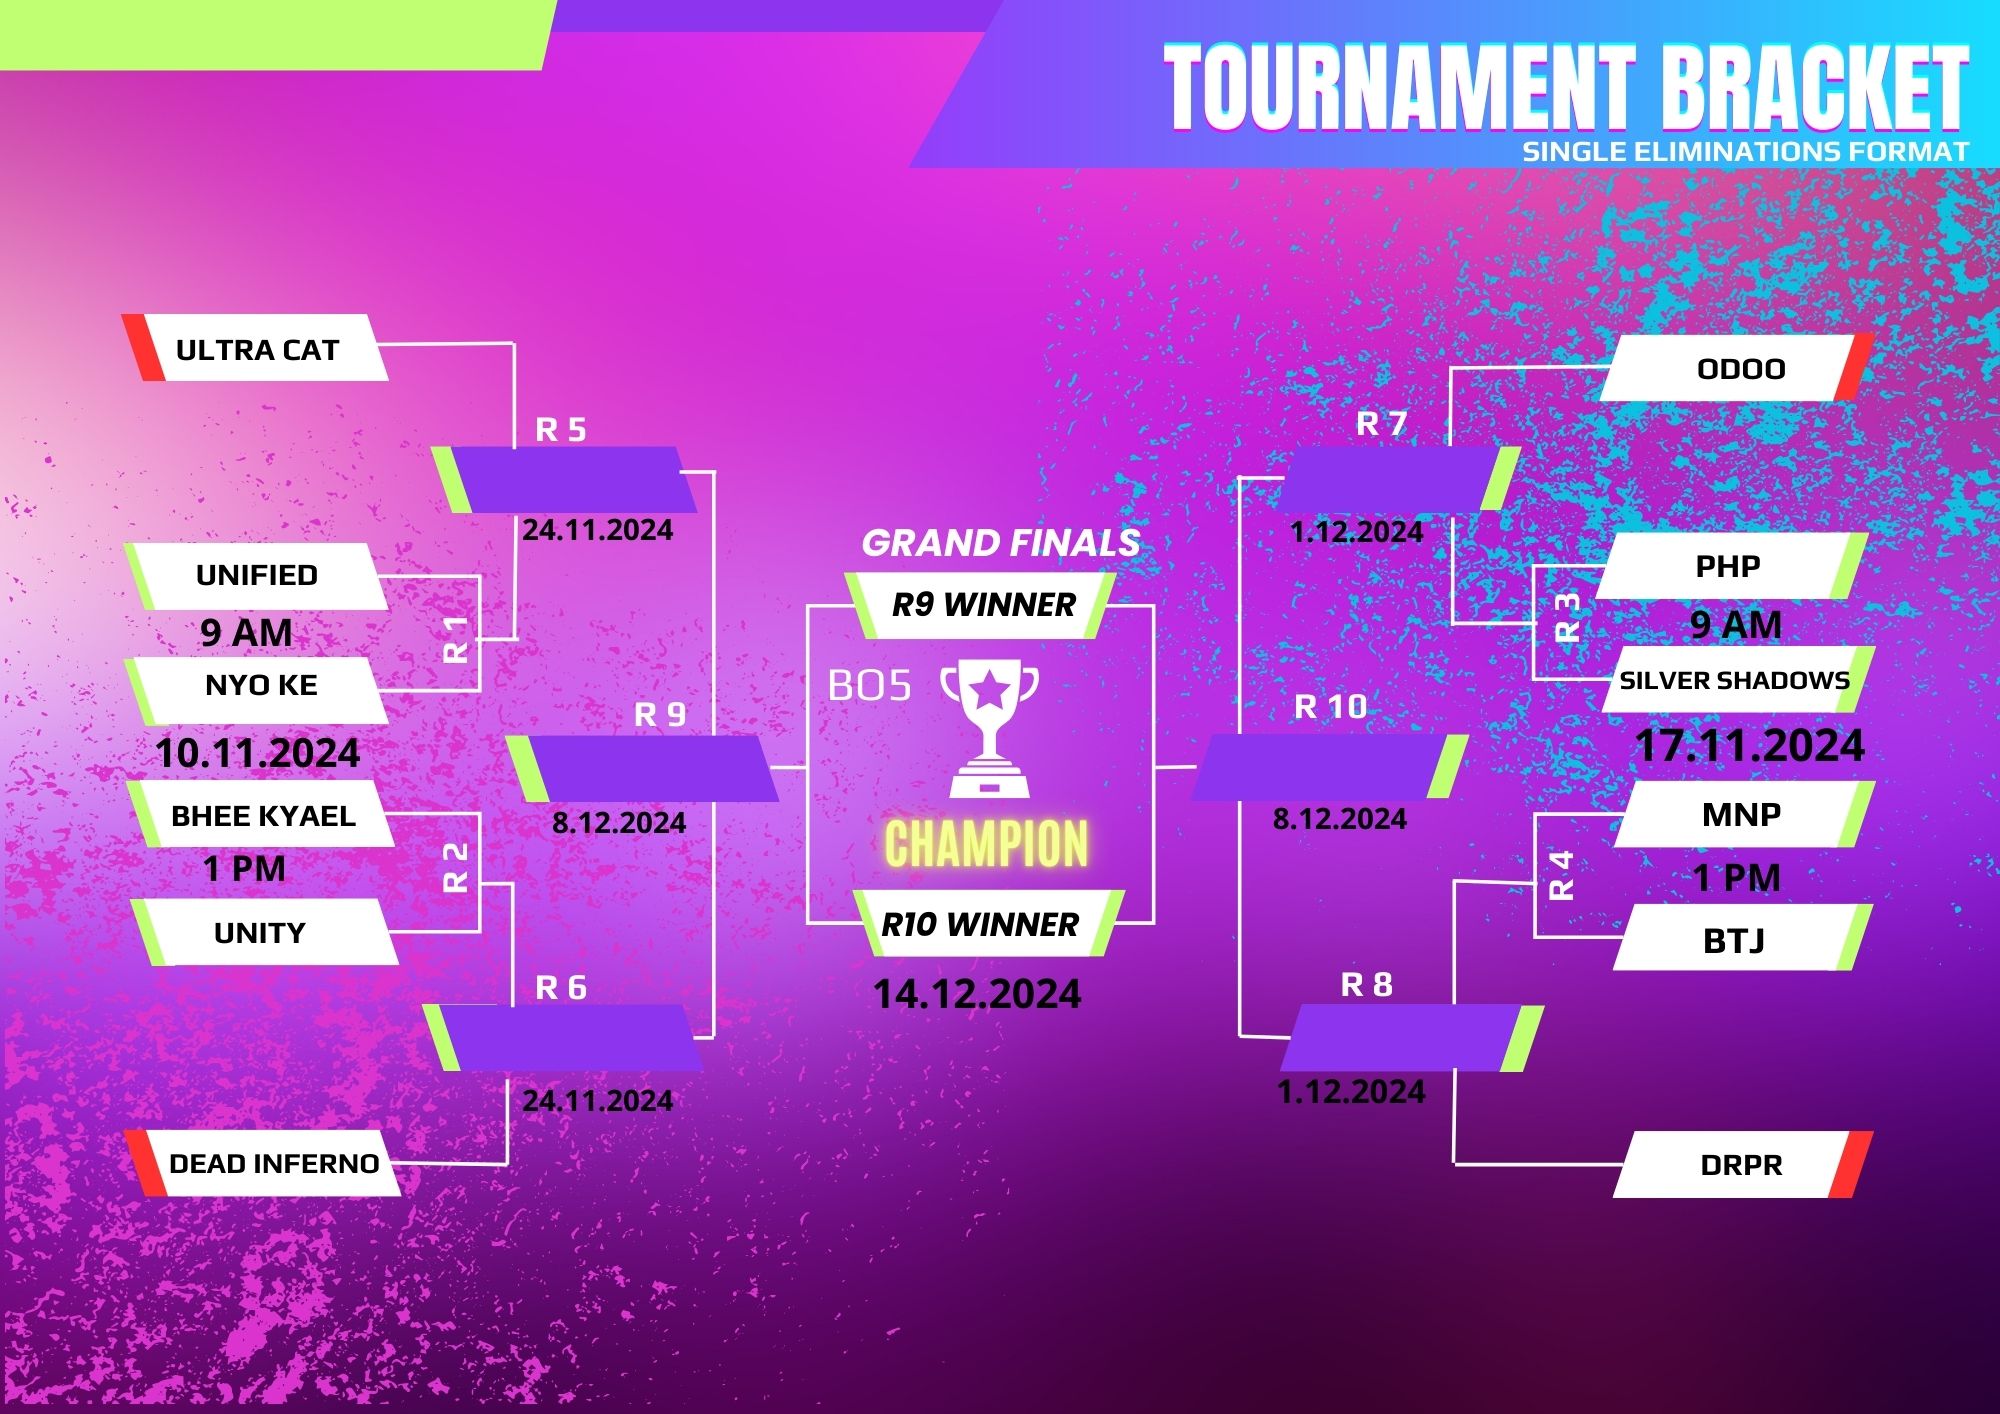 TOURNAMENT BRACKET
SINGLE ELIMINATIONS FORMAT
ULTRA CAT
R 5
24.11.2024
UNIFIED
9 AM
NYO KE
R 1
10.11.2024
BHEE KYAEL
1 PM
UNITY
R 2
R 9
8.12.2024
R 6
24.11.2024
DEAD INFERNO
GRAND FINALS
R9 WINNER
BO5
CHAMPION
R10 WINNER
14.12.2024
ODOO
R 7
1.12.2024
PHP
9 AM
SILVER SHADOWS
R 3
17.11.2024
MNP
1 PM
BTJ
R 4
R 10
8.12.2024
R 8
1.12.2024
DRPR